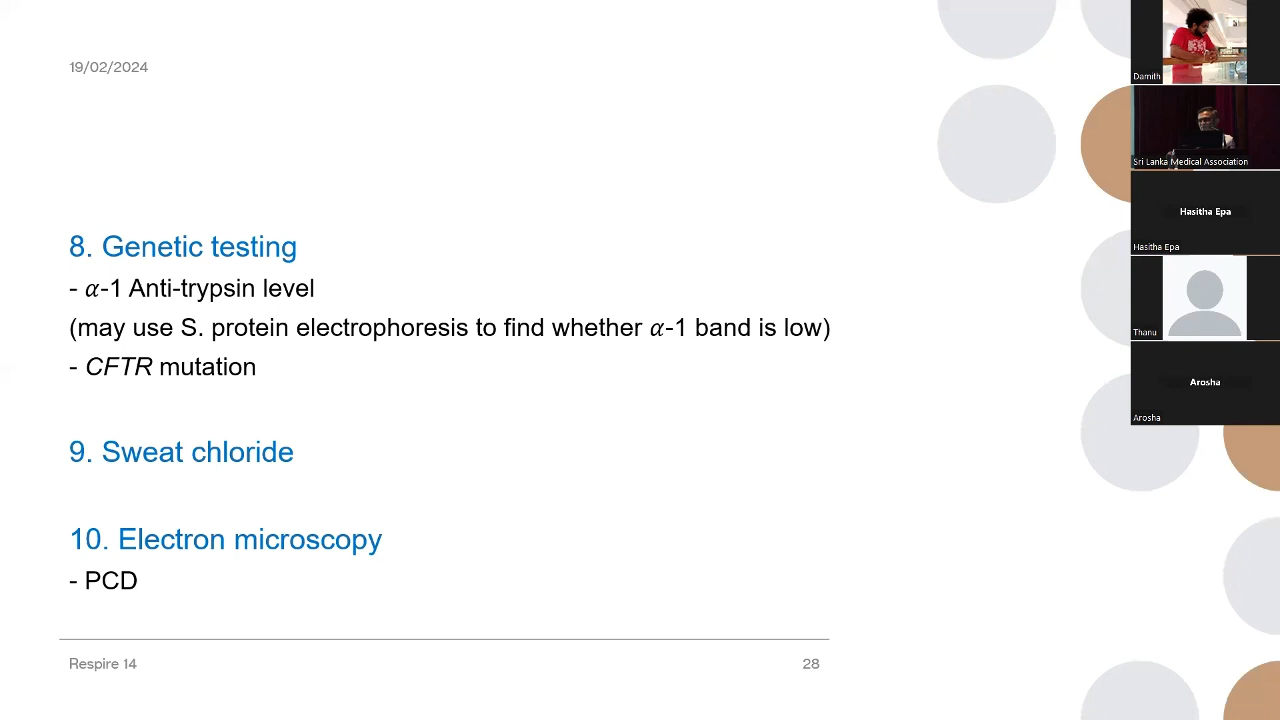 19/02/2024
8. Genetic testing
- 𝛼-1 Anti-trypsin level
(may use S. protein electrophoresis to find whether 𝛼-1 band is low)
- CFTR mutation
9. Sweat chloride
10. Electron microscopy
- PCD
Respire 14
28
Damith
Sri Lanka Medical Association
Hasitha Epa
Hasitha Epa
Thanu
Arosha
Arosha